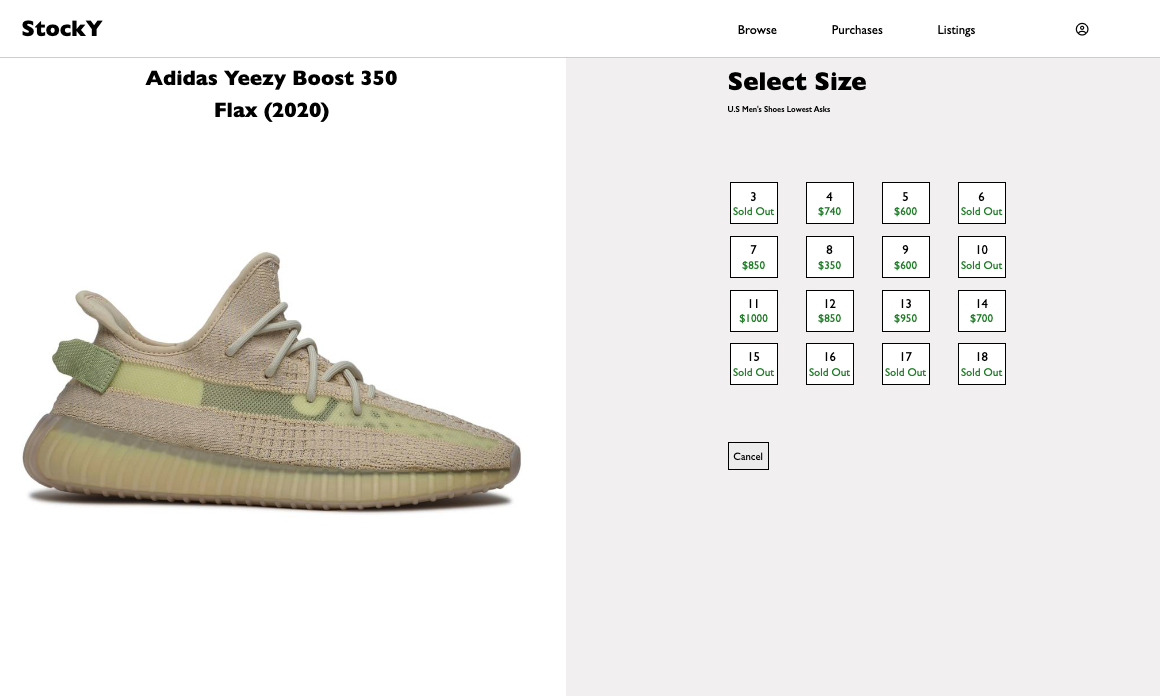 StockY
Browse Purchases Listings
Adidas Yeezy Boost 350
Flax (2020)
Select Size
U.S Men's Shoes Lowest Asks
3 4 5 6
Sold Out $740 $600 Sold Out
7 8 9 10
$850 $350 $600 Sold Out
11 12 13 14
$1000 $850 $950 $700
15 16 17 18
Sold Out Sold Out Sold Out Sold Out
Cancel